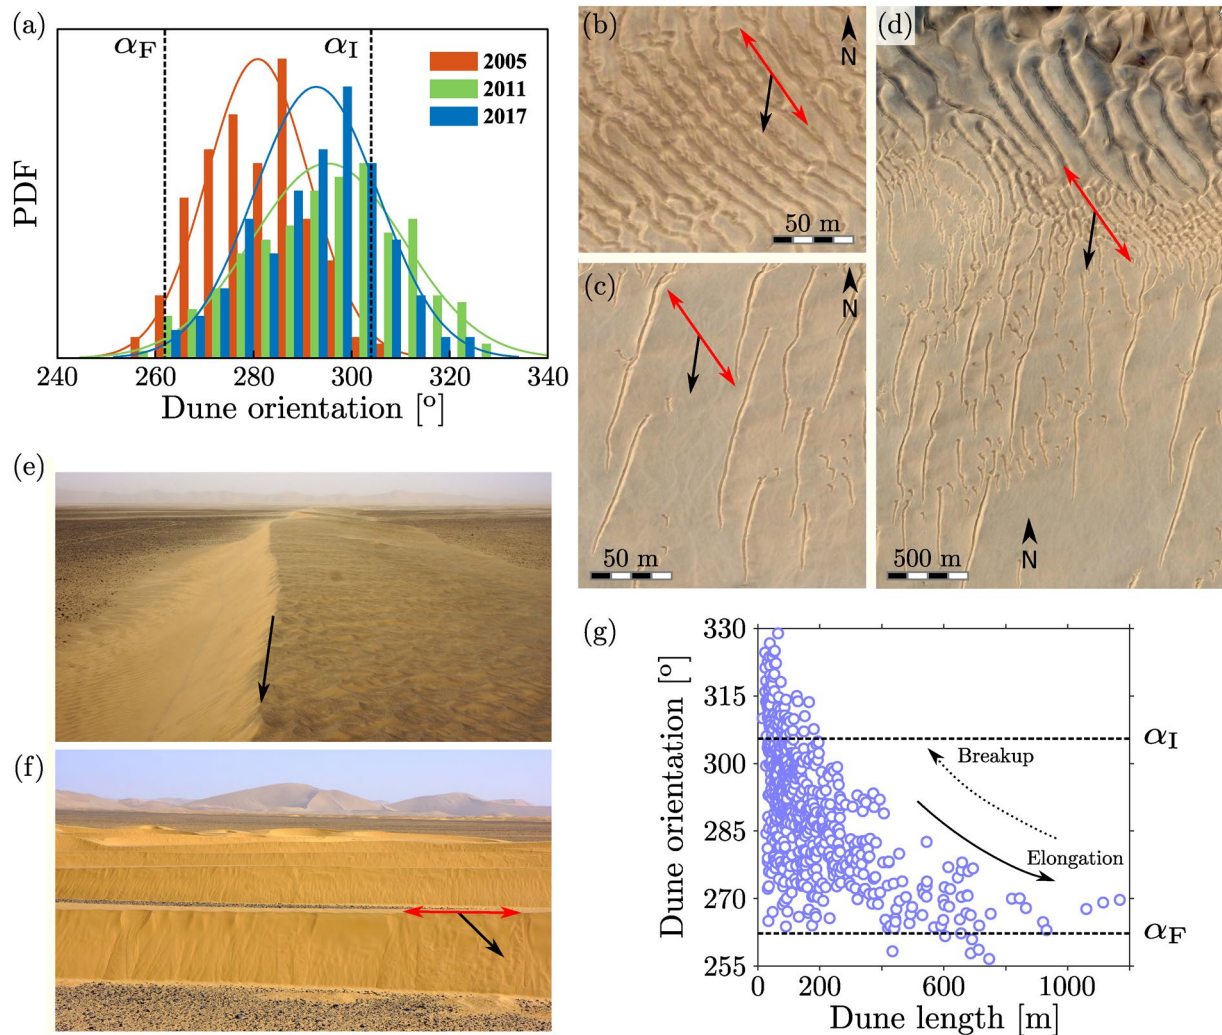 (a)
αF
αI
2005
2011
2017
PDF
240 260 280 300 320 340
Dune orientation [o]
(b)
N
50 m
(c)
N
50 m
(d)
500 m
N
(e)
(f)
(g)
330
315
300
285
270
255
Dune orientation [o]
αI
Breakup
Elongation
αF
0 200 600 1000
Dune length [m]